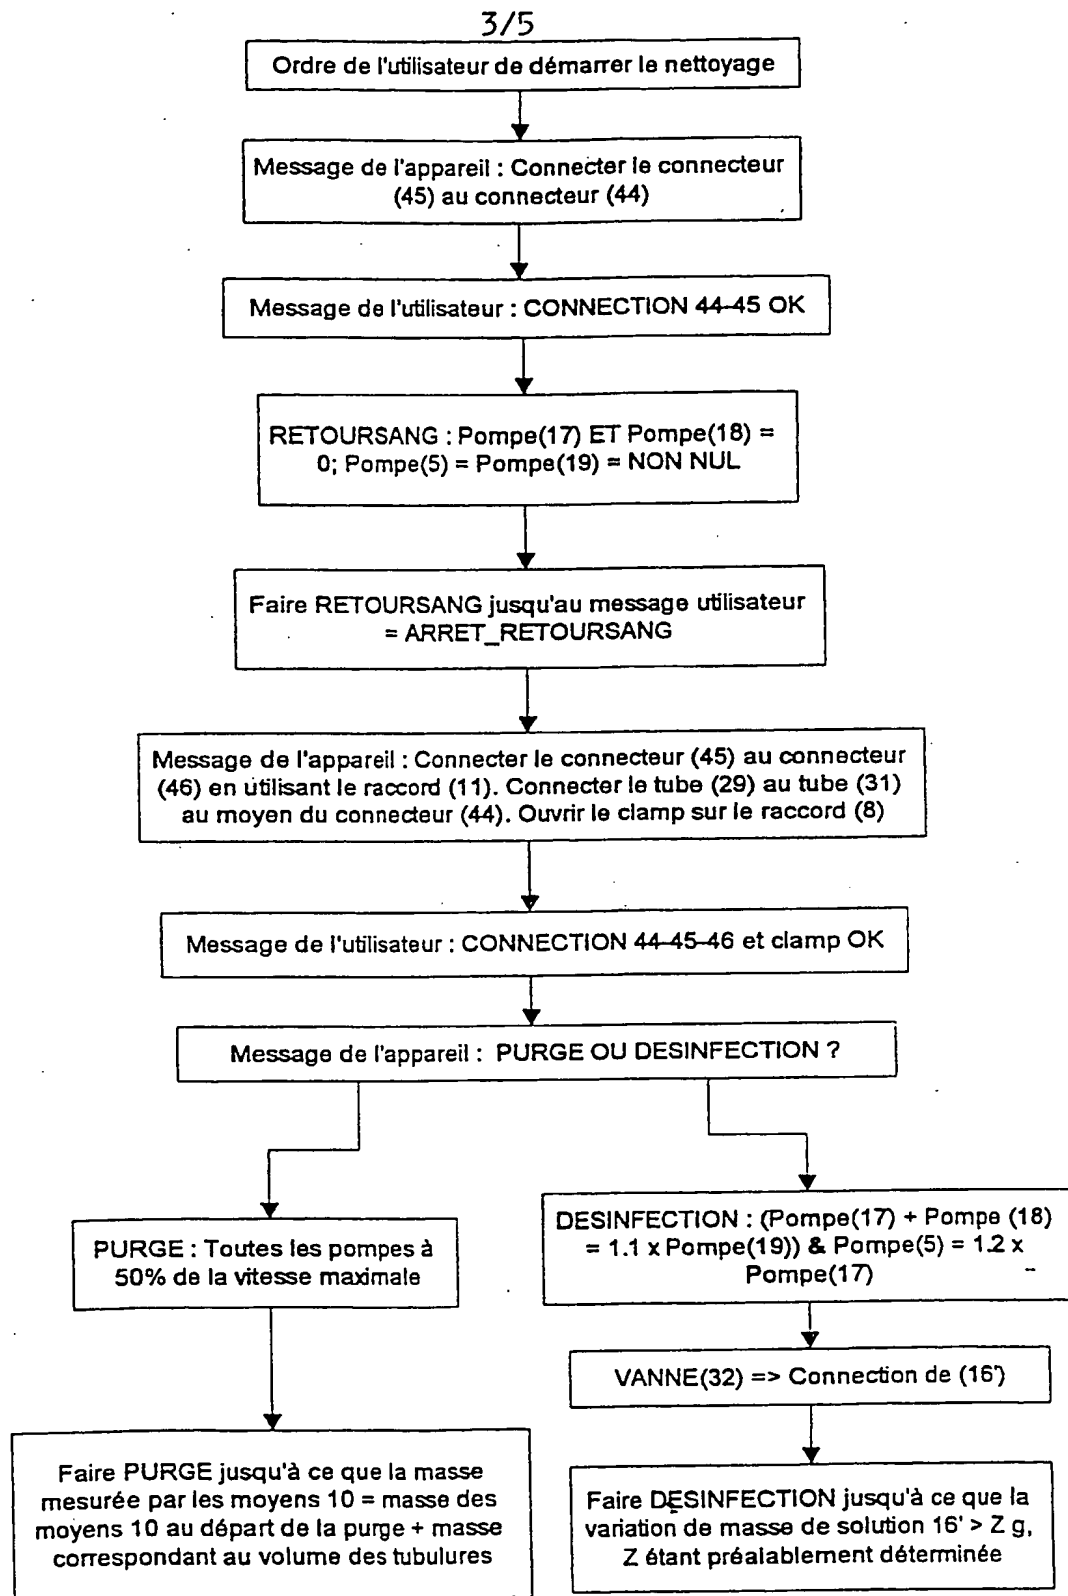 3/5
Ordre de l'utilisateur de démarrer le nettoyage
Message de l'appareil : Connecter le connecteur
(45) au connecteur (44)
Message de l'utilisateur : CONNECTION 44-45 OK
RETOURSANG : Pompe(17) ET Pompe(18) =
0; Pompe(5) = Pompe(19) = NON NUL
Faire RETOURSANG jusqu'au message utilisateur
= ARRET_RETOURSANG
Message de l'appareil : Connecter le connecteur (45) au connecteur
(46) en utilisant le raccord (11). Connecter le tube (29) au tube (31)
au moyen du connecteur (44). Ouvrir le clamp sur le raccord (8)
Message de l'utilisateur : CONNECTION 44-45-46 et clamp OK
Message de l'appareil : PURGE OU DESINFECTION ?
PURGE : Toutes les pompes à
50% de la vitesse maximale
Faire PURGE jusqu'à ce que la masse
mesurée par les moyens 10 = masse des
moyens 10 au départ de la purge + masse
correspondant au volume des tubulures
DESINFECTION : (Pompe(17) + Pompe (18)
= 1.1 x Pompe(19)) & Pompe(5) = 1.2 x
Pompe(17)
VANNE(32) => Connection de (16')
Faire DESINFECTION jusqu'à ce que la
variation de masse de solution 16' > Z g,
Z étant préalablement déterminée